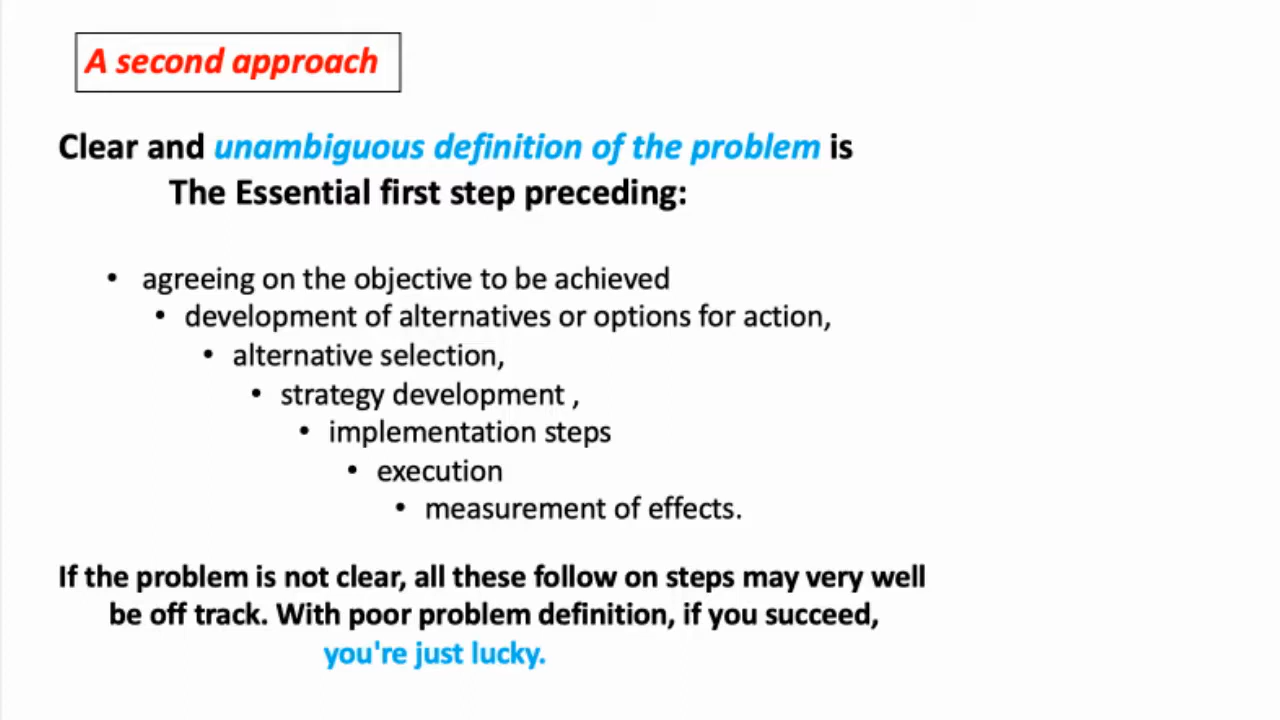 A second approach
Clear and unambiguous definition of the problem is
The Essential first step preceding:
• agreeing on the objective to be achieved
• development of alternatives or options for action,
• alternative selection,
• strategy development ,
• implementation steps
• execution
• measurement of effects.
If the problem is not clear, all these follow on steps may very well
be off track. With poor problem definition, if you succeed,
you're just lucky.